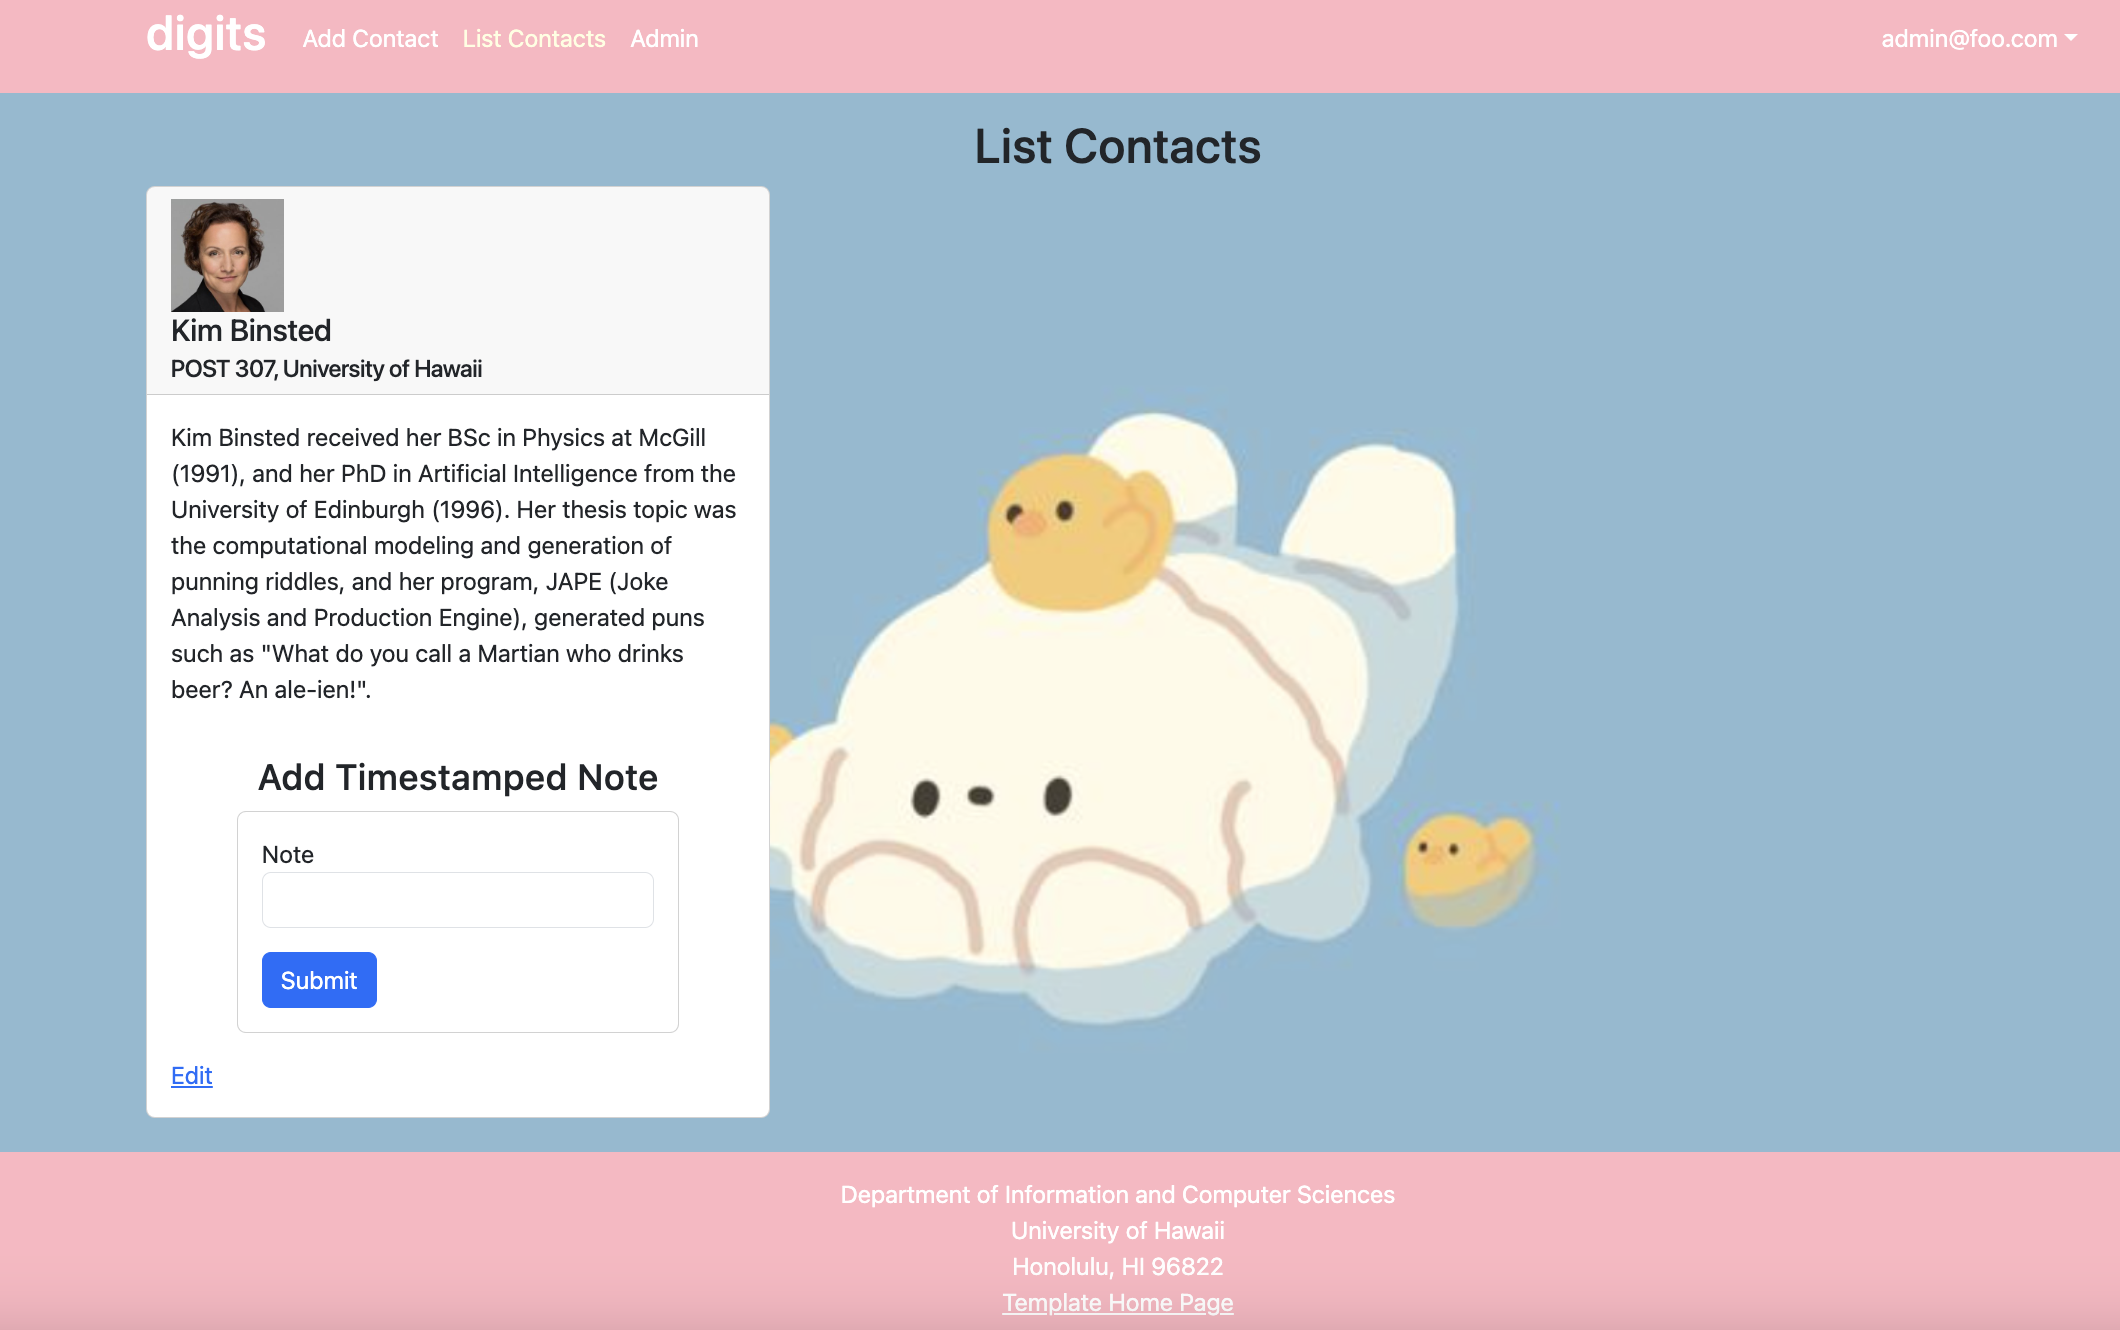 digits
Add Contact
List Contacts
Admin
admin@foo.com
List Contacts
Kim Binsted
POST 307, University of Hawaii
Kim Binsted received her BSc in Physics at McGill
(1991), and her PhD in Artificial Intelligence from the
University of Edinburgh (1996). Her thesis topic was
the computational modeling and generation of
punning riddles, and her program, JAPE (Joke
Analysis and Production Engine), generated puns
such as "What do you call a Martian who drinks
beer? An ale-ien!".
Add Timestamped Note
Note
Submit
Edit
Department of Information and Computer Sciences
University of Hawaii
Honolulu, HI 96822
Template Home Page